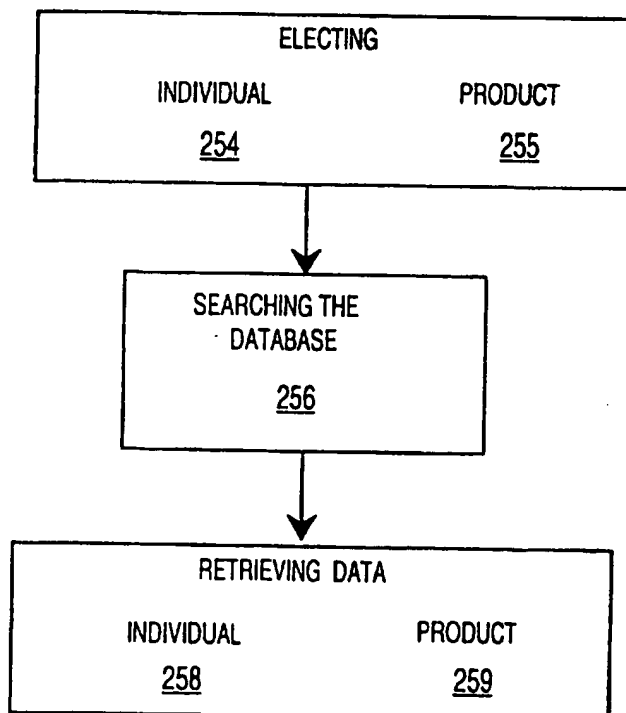 ELECTING
INDIVIDUAL PRODUCT
254 255
SEARCHING THE
DATABASE
256
RETRIEVING DATA
INDIVIDUAL PRODUCT
258 259